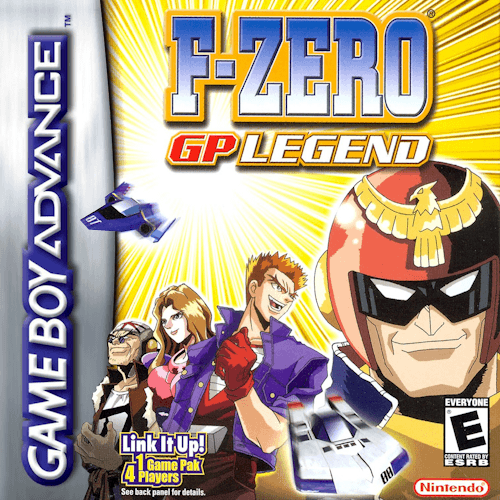 GAME BOY ADVANCE
F-ZERO®
GP LEGEND
Link It Up!
1 Game Pak
4 Players
See back panel for details.
EVERYONE
E
CONTENT RATED BY
ESRB
Nintendo®